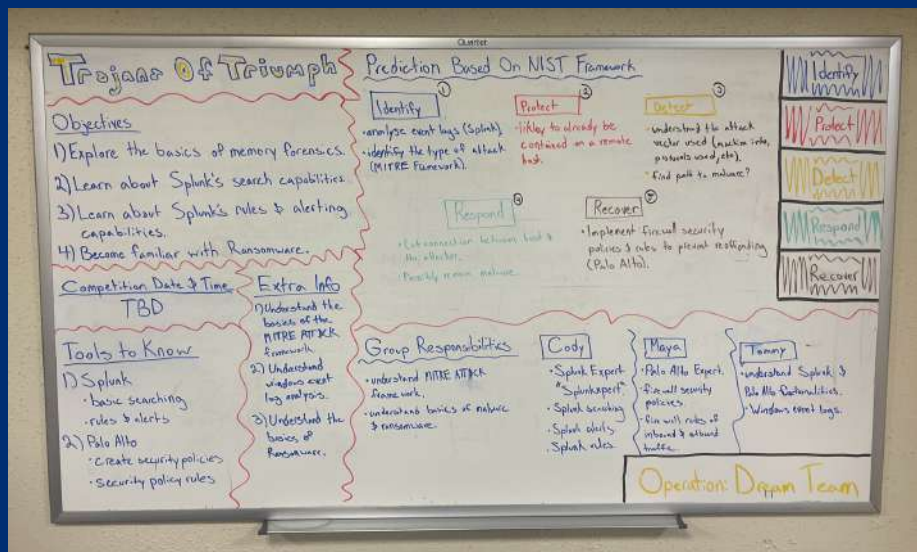 Quartet
Trojans Of Triumph
Objectives
1) Explore the basics of memory forensics.
2) Learn about Splunk's search capabilities.
3) Learn about Splunk's rules & alerting
capabilities.
4) Become familiar with Ransomware.
Competition Date & Time
TBD
Tools to Know
1) Splunk
• basic searching
• rules & alerts
2) Palo Alto
• create security policies
• security policy rules
Extra Info
1) Understand the
basics of the
MITRE ATT&CK
framework
2) Understand
windows event
log analysis.
3) Understand the
basics of
Ransomware.
Prediction Based On NIST Framework
1
Identify
• analyse event logs (Splunk).
• identify the type of attack
(MITRE Framework).
2
Protect
• likley to already be
contained on a remote
host.
3
Detect
• understand the attack
vector used (machine info,
protocols used, etc).
• find path to malware?
4
Respond
• Cut connection between host &
the attacker.
• Possibly remove malware.
5
Recover
• Implement firewall security
policies & rules to prevent reoffending
(Palo Alto).
Identify
Protect
Detect
Respond
Recover
Group Responsibilities
• understand MITRE ATT&CK
framework.
• understand basics of malware
& ransomware.
Cody
• Splunk Expert
"Splunkxpert"
• Splunk searching
• Splunk alerts
• Splunk rules
Maya
• Palo Alto Expert.
firewall security
policies
• firewall rules of
inbound & outbound
traffic.
Tommy
• understand Splunk &
Palo Alto functionalities.
• Windows event logs.
Operation: Dream Team